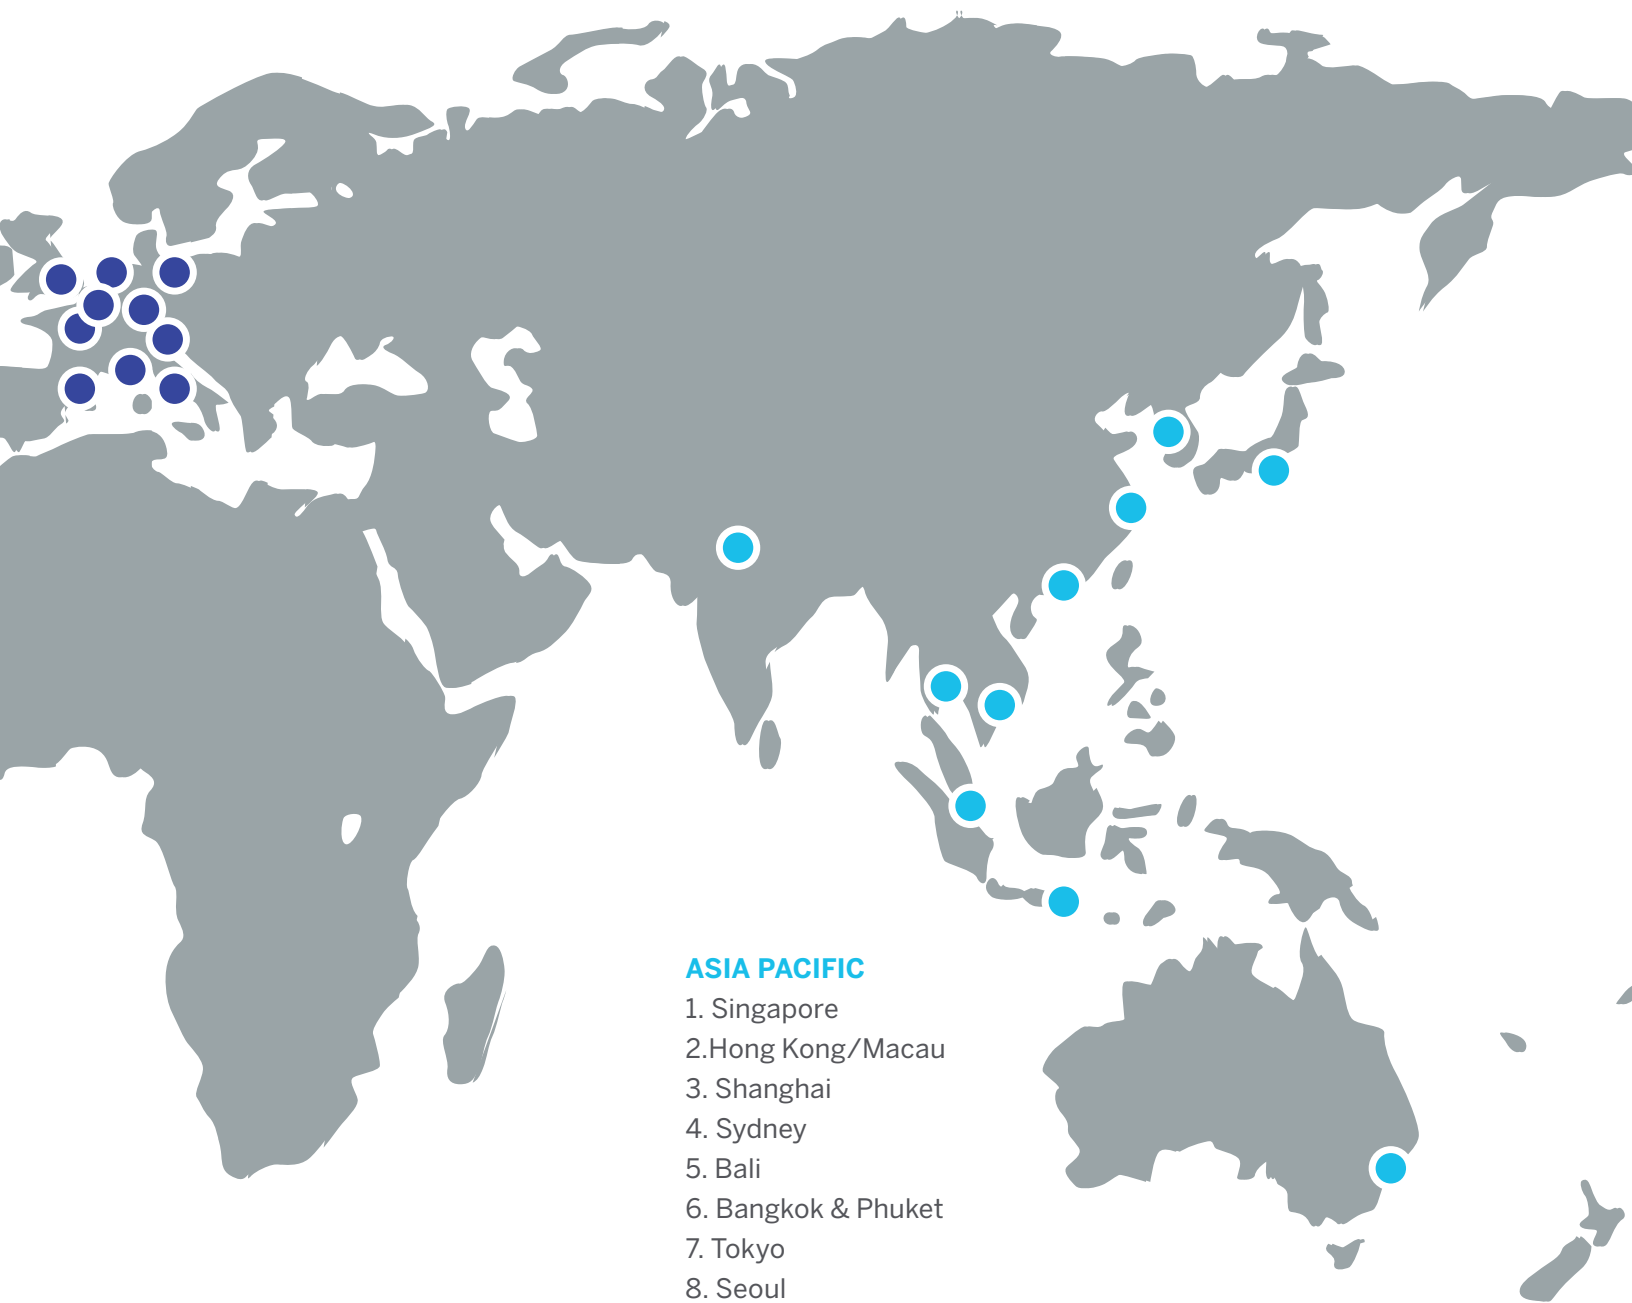 ASIA PACIFIC
1. Singapore
2.Hong Kong/Macau
3. Shanghai
4. Sydney
5. Bali
6. Bangkok & Phuket
7. Tokyo
8. Seoul